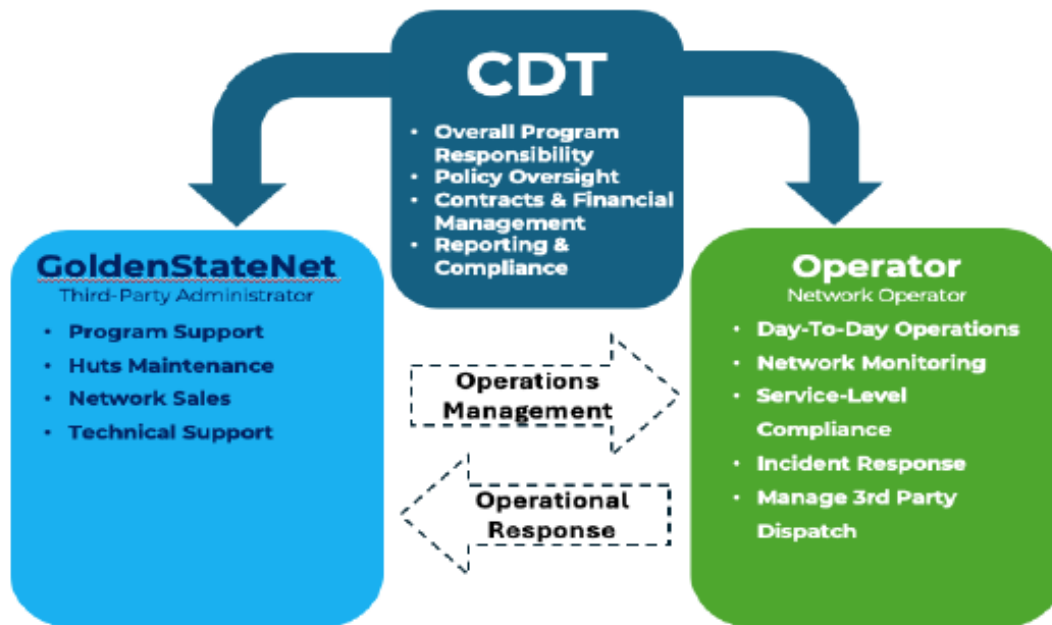 CDT
• Overall Program
Responsibility
• Policy Oversight
• Contracts & Financial
Management
• Reporting &
Compliance
GoldenStateNet
Third-Party Administrator
• Program Support
• Huts Maintenance
• Network Sales
• Technical Support
Operations
Management
Operational
Response
Operator
Network Operator
• Day-To-Day Operations
• Network Monitoring
• Service-Level
Compliance
• Incident Response
• Manage 3rd Party
Dispatch